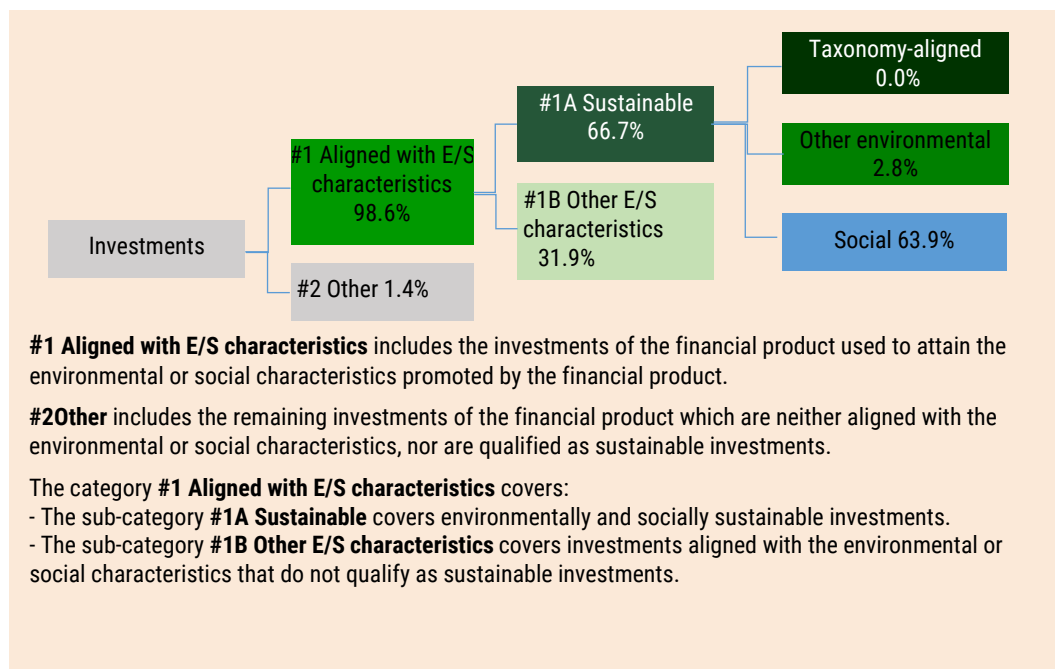 Taxonomy-aligned
0.0%
#1A Sustainable
66.7%
Other environmental
2.8%
#1 Aligned with E/S
characteristics
98.6%
#1B Other E/S
characteristics
31.9%
Social 63.9%
Investments
#2 Other 1.4%
#1 Aligned with E/S characteristics includes the investments of the financial product used to attain the
environmental or social characteristics promoted by the financial product.
#2Other includes the remaining investments of the financial product which are neither aligned with the
environmental or social characteristics, nor are qualified as sustainable investments.
The category #1 Aligned with E/S characteristics covers:
- The sub-category #1A Sustainable covers environmentally and socially sustainable investments.
- The sub-category #1B Other E/S characteristics covers investments aligned with the environmental or
social characteristics that do not qualify as sustainable investments.